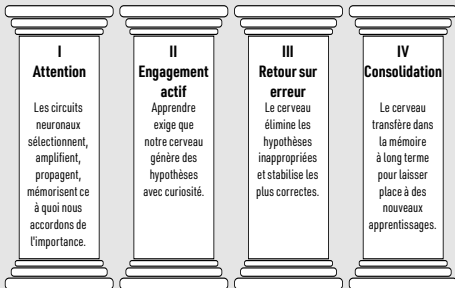 I
Attention
Les circuits
neuronaux
sélectionnent,
amplifient,
propagent,
mémorisent ce
à quoi nous
accordons de
l'importance.
II
Engagement
actif
Apprendre
exige que
notre cerveau
génère des
hypothèses
avec curiosité.
III
Retour sur
erreur
Le cerveau
élimine les
hypothèses
inappropriées
et stabilise les
plus correctes.
IV
Consolidation
Le cerveau
transfère dans
la mémoire
à long terme
pour laisser
place à des
nouveaux
apprentissages.